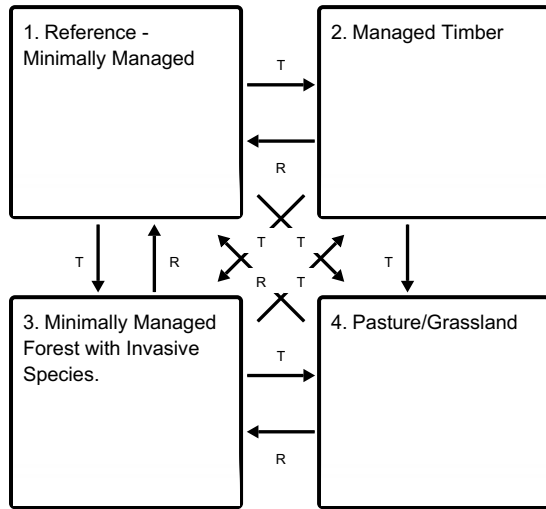 1. Reference -
Minimally Managed
2. Managed Timber
T
R
T
R
T
T
R
T
T
3. Minimally Managed
Forest with Invasive
Species.
4. Pasture/Grassland
T
R